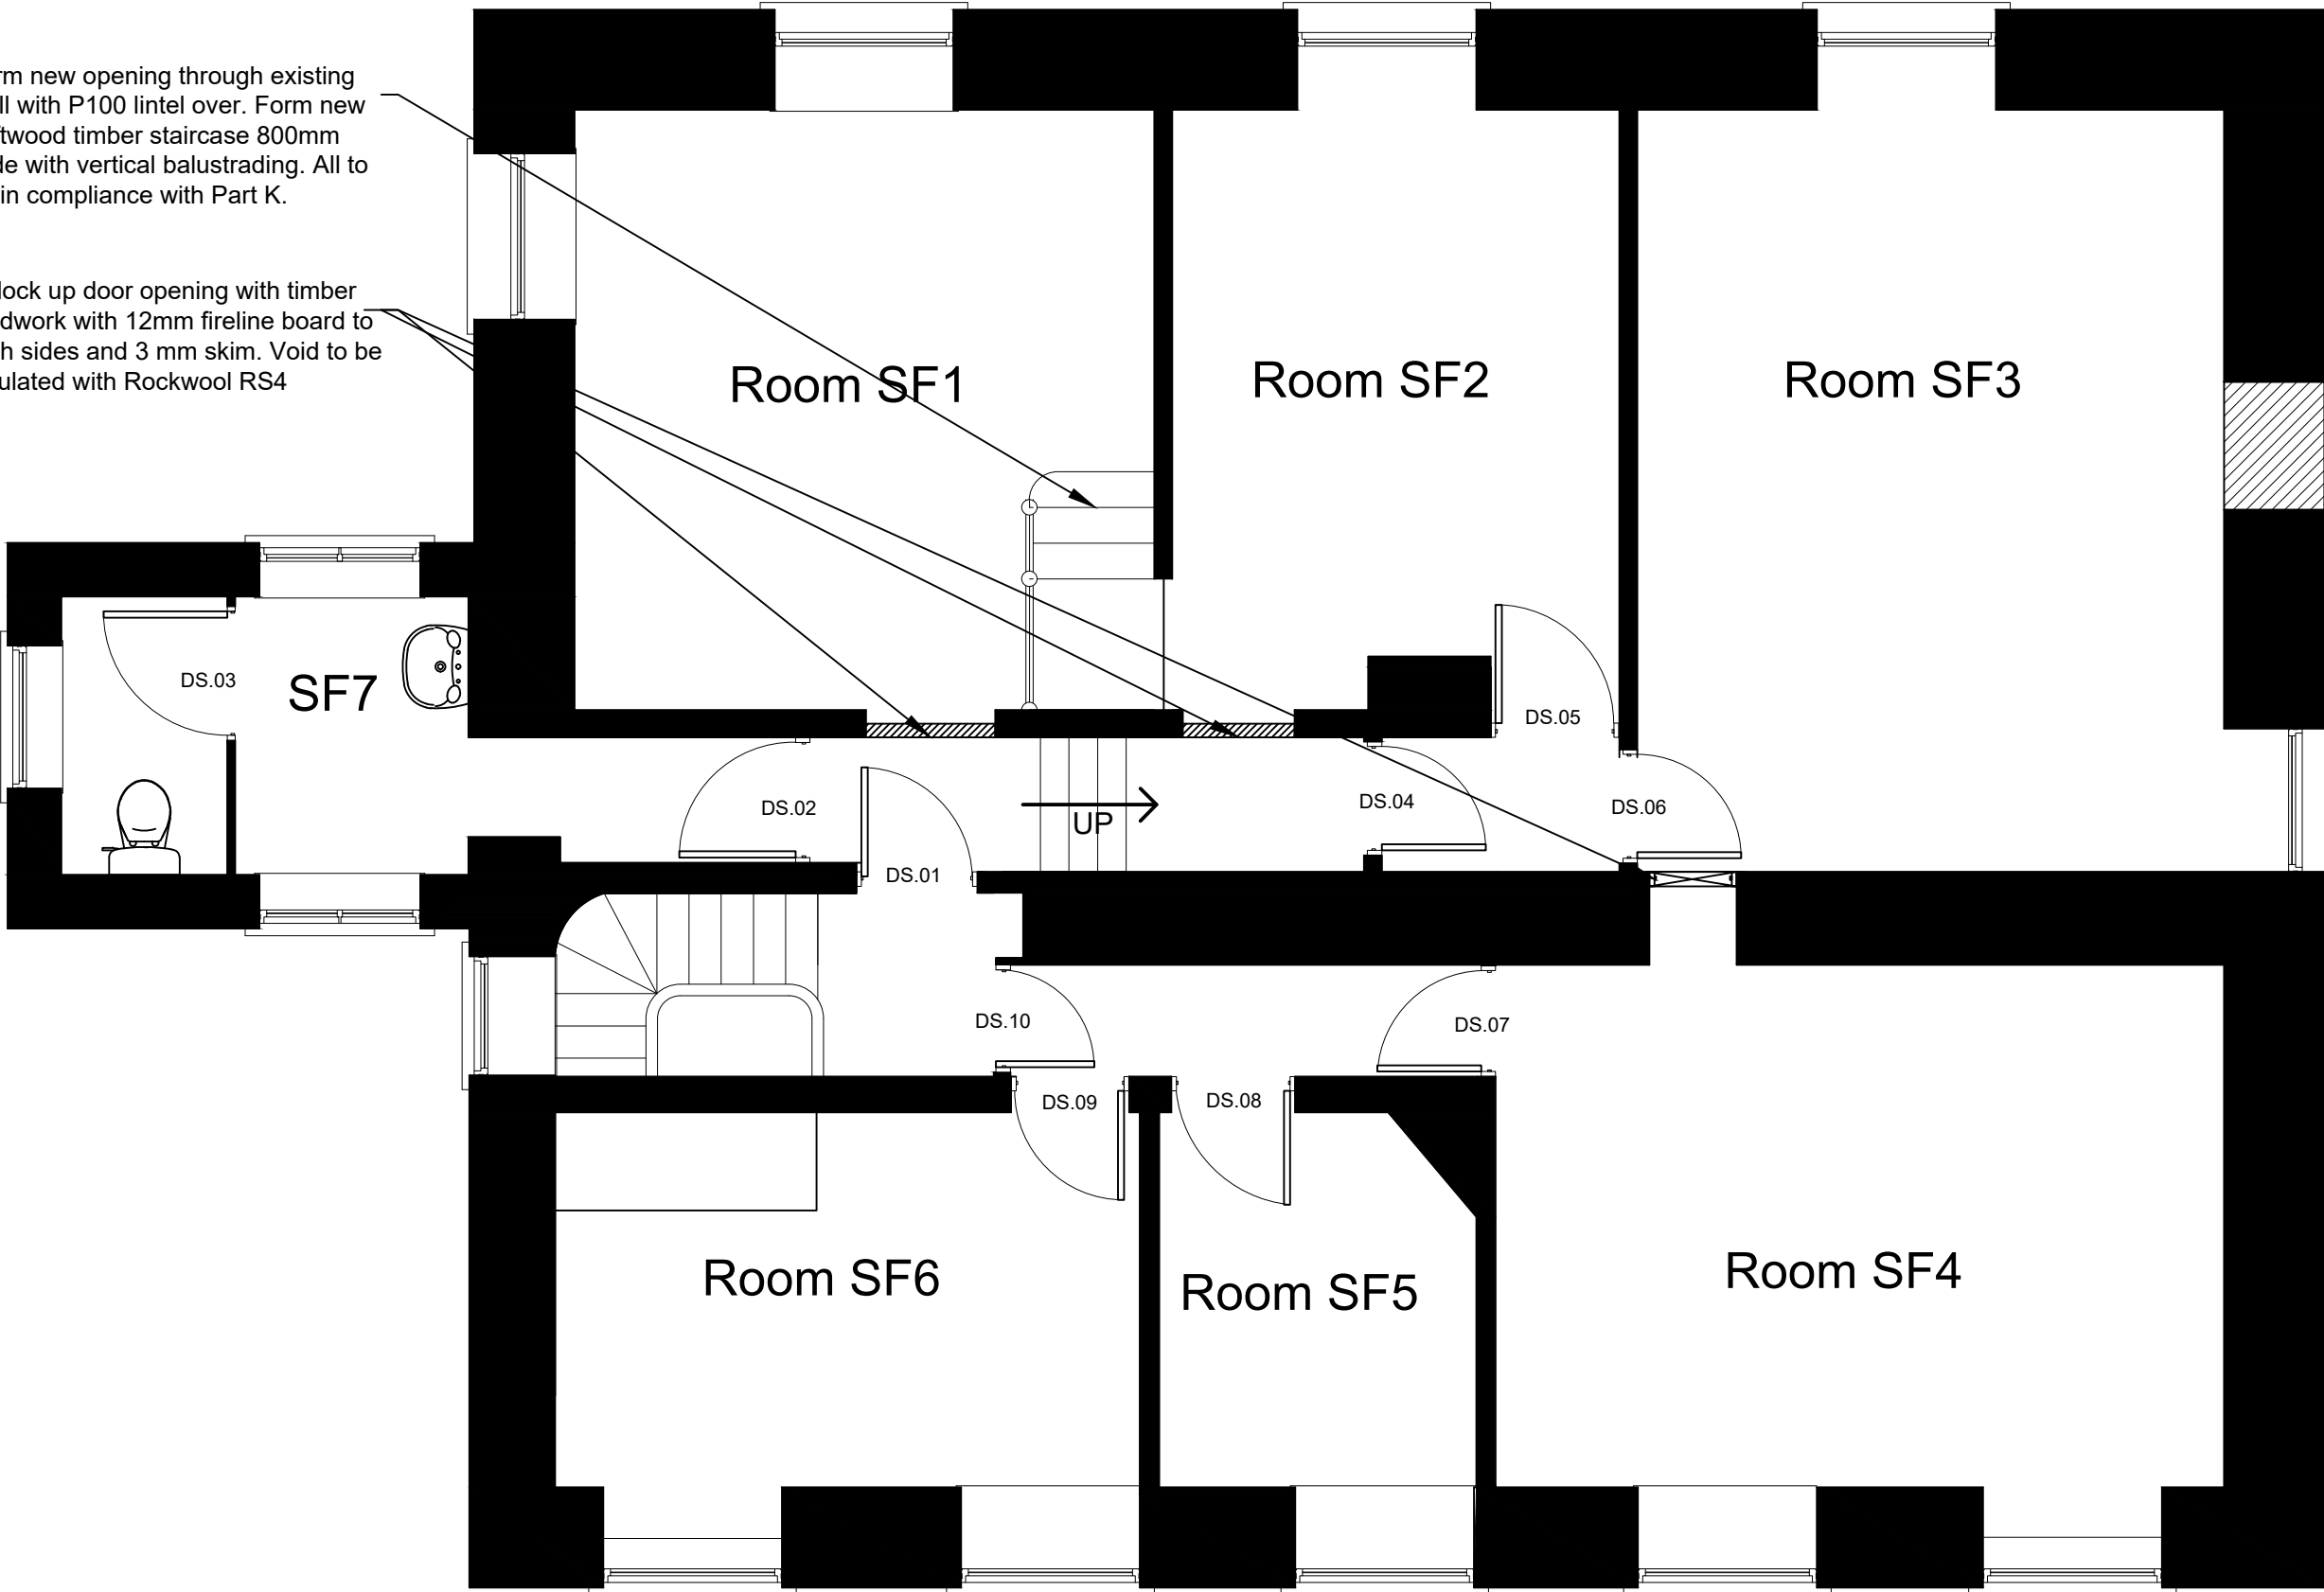 rm new opening through existing
ll with P100 lintel over. Form new
twood timber staircase 800mm
de with vertical balustrading. All to
in compliance with Part K.
lock up door opening with timber
dwork with 12mm fireline board to
h sides and 3 mm skim. Void to be
ulated with Rockwool RS4
Room SF1
Room SF2
Room SF3
SF7
DS.03
DS.05
DS.02
UP
DS.04
DS.06
DS.01
DS.10
DS.07
DS.09
DS.08
Room SF6
Room SF5
Room SF4